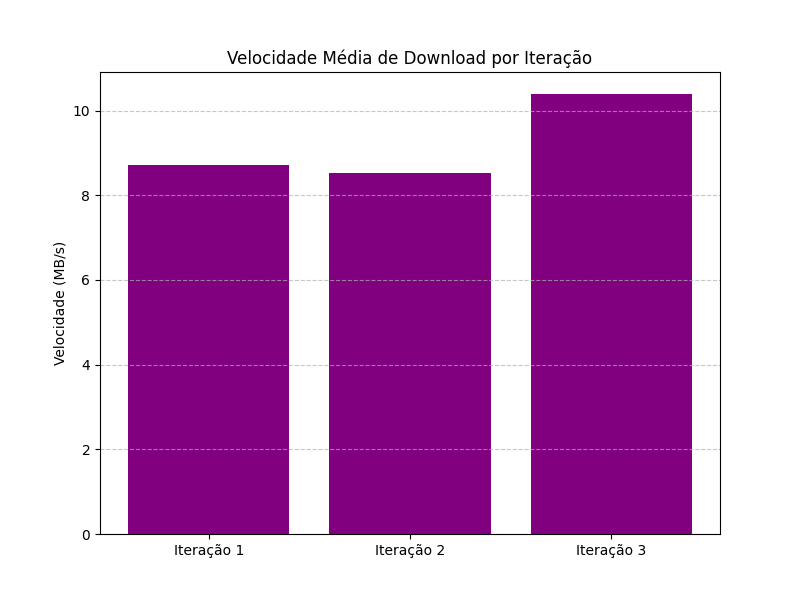 Velocidade Média de Download por Iteração
Velocidade (MB/s)
10
8
6
4
2
0
Iteração 1
Iteração 2
Iteração 3